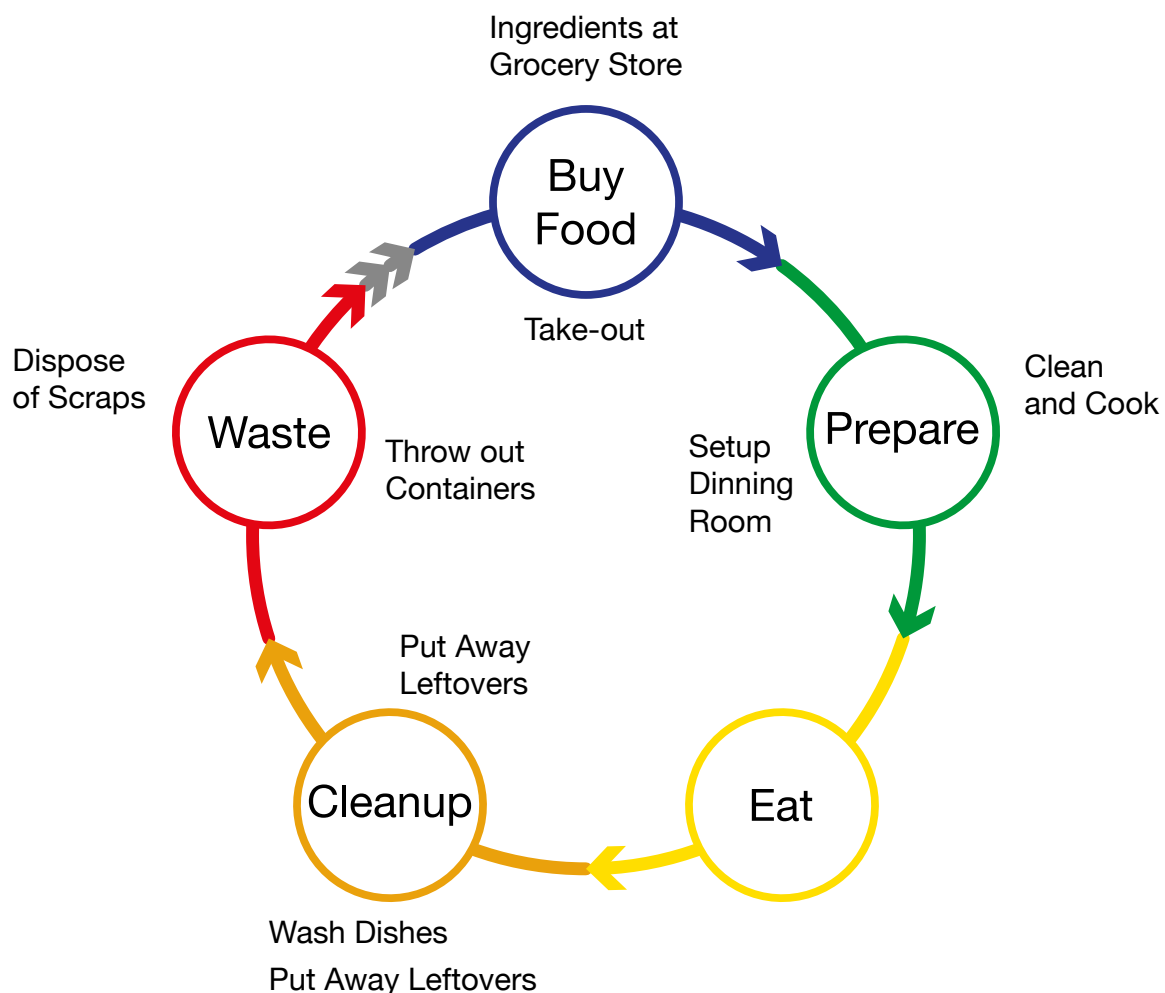 Ingredients at
Grocery Store
Buy
Food
Take-out
Dispose
of Scraps
Waste
Throw out
Containers
Clean
and Cook
Prepare
Setup
Dinning
Room
Put Away
Leftovers
Cleanup
Eat
Wash Dishes
Put Away Leftovers